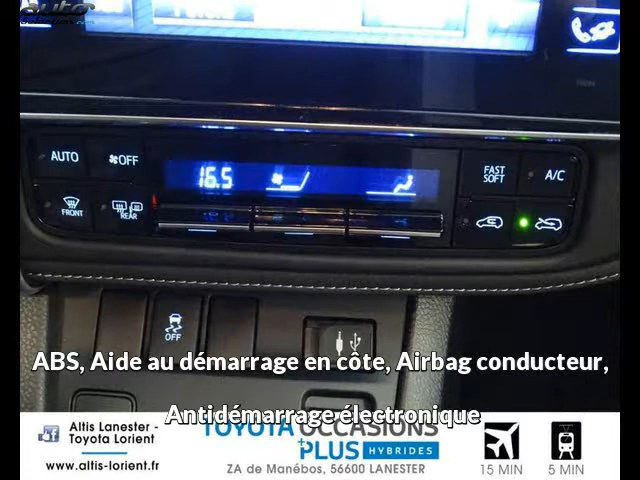 AUTO
OFF
16.5
FAST
SOFT
A/C
FRONT
REAR
OFF
ABS, Aide au démarrage en côte, Airbag conducteur,
Antidémarrage électronique
Altis Lanester -
Toyota Lorient
www.altis-lorient.fr
TOYOTA OCCASIONS
PLUS HYBRIDES
ZA de Manébos, 56600 LANESTER
15 MIN
5 MIN